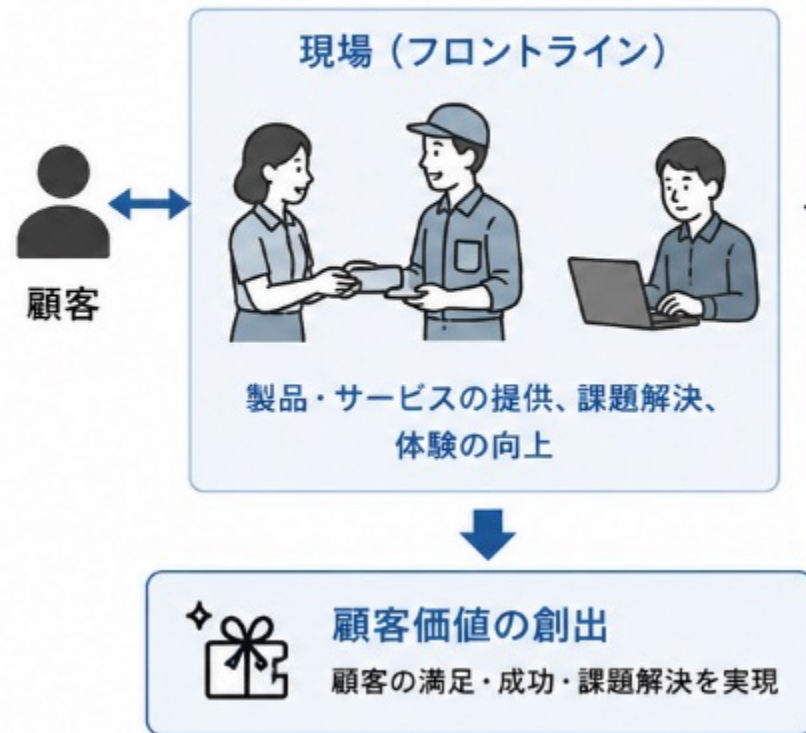 現場（フロントライン）
顧客
製品・サービスの提供、課題解決、
体験の向上
顧客価値の創出
顧客の満足・成功・課題解決を実現